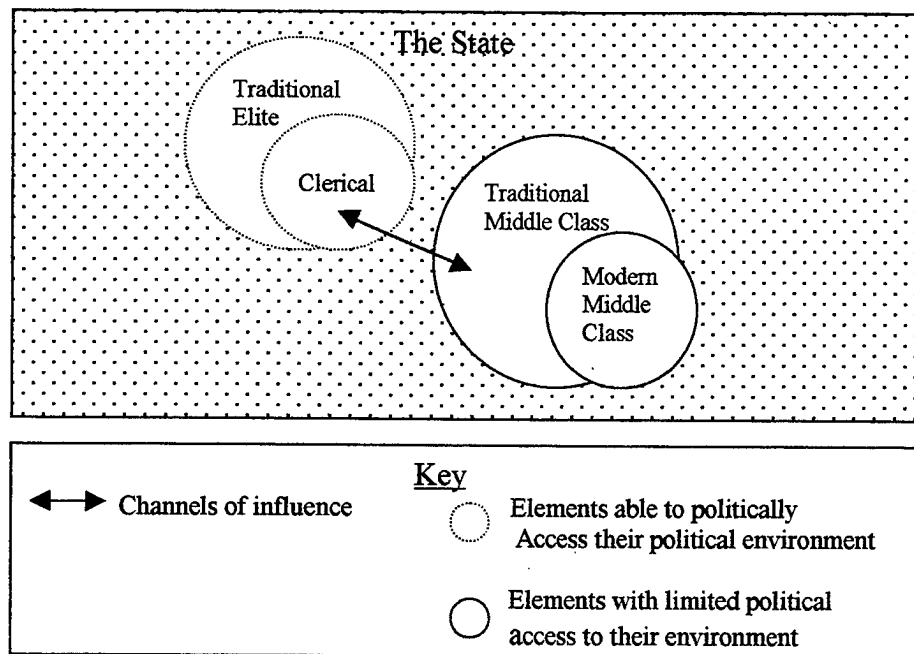 The State
Traditional
Elite
Clerical
Traditional
Middle Class
Modern
Middle
Class
Key
Channels of influence
Elements able to politically
Access their political environment
Elements with limited political
access to their environment